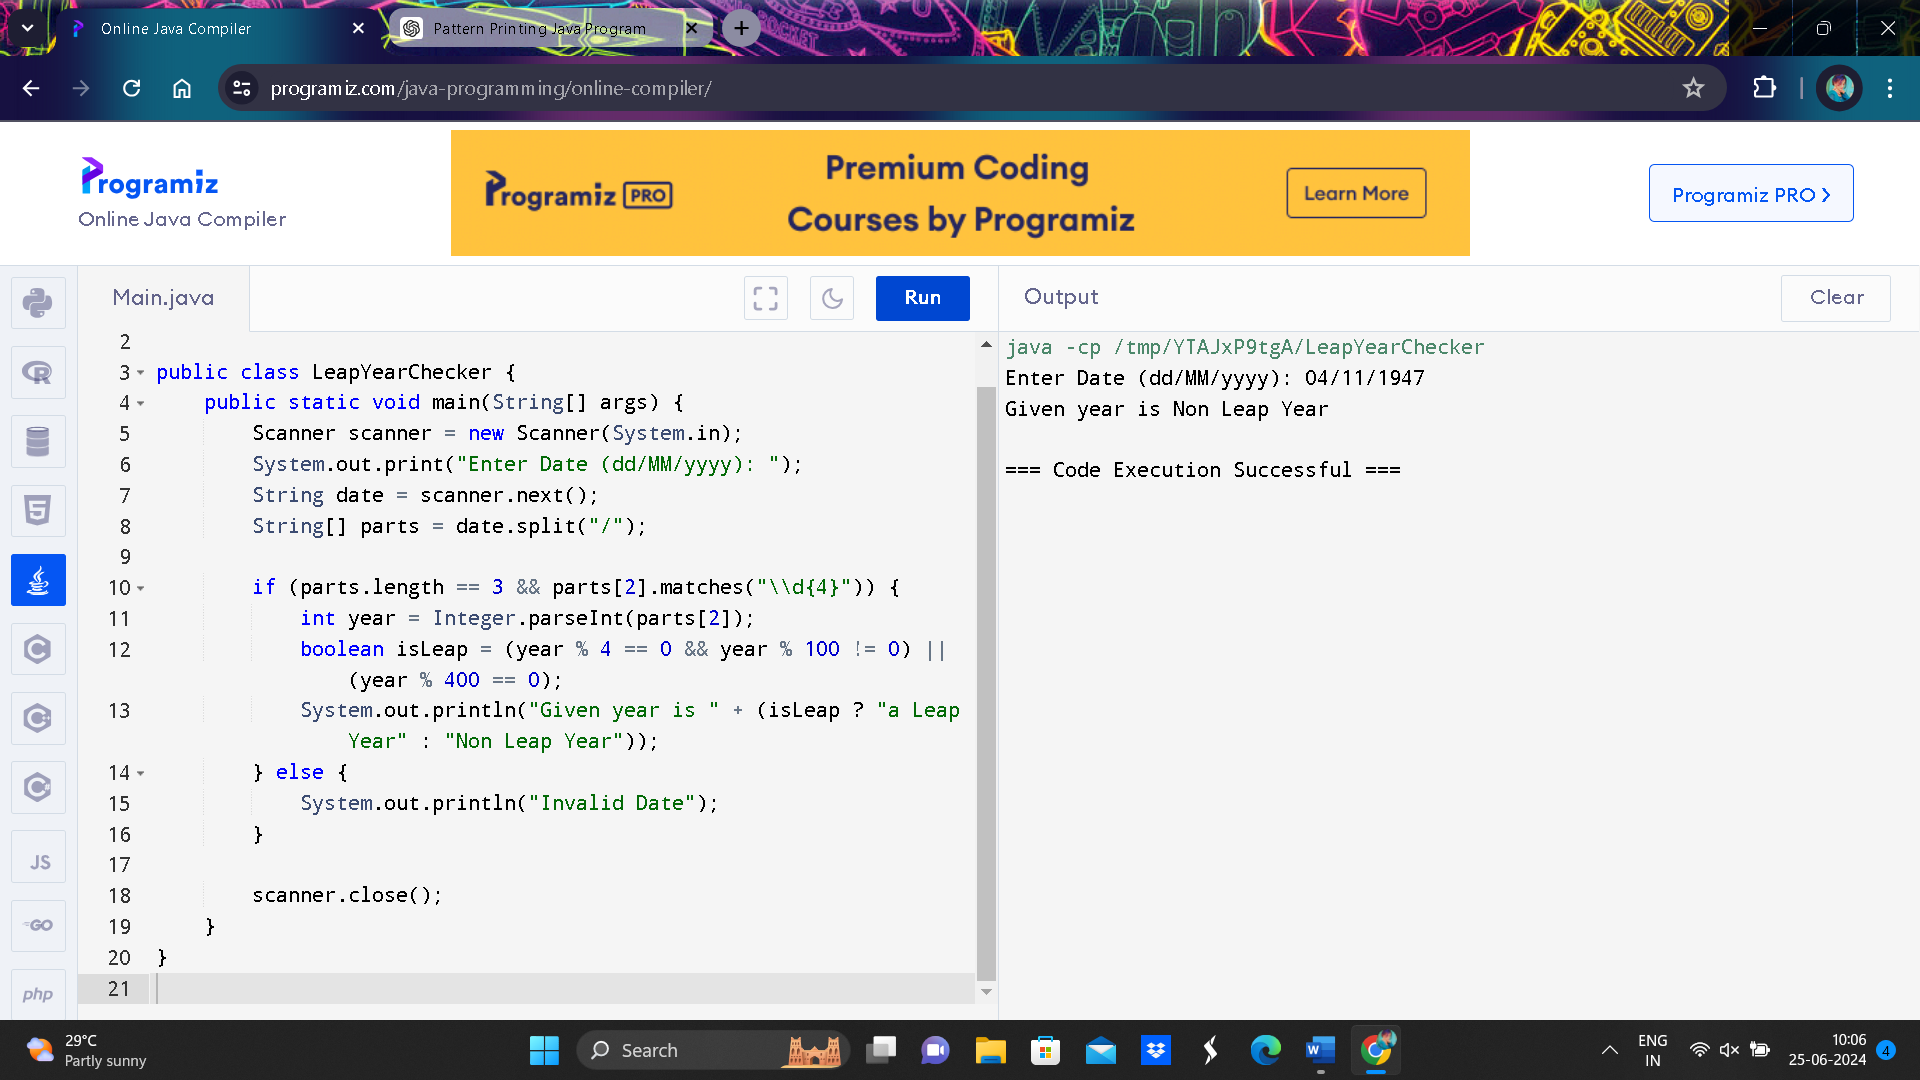 Online Java Compiler
Pattern Printing Java Program
programiz.com/java-programming/online-compiler/
Programiz
Online Java Compiler
Programiz PRO
Premium Coding
Courses by Programiz
Learn More
Programiz PRO
Main.java
Run
Output
Clear
2
3 public class LeapYearChecker {
4 public static void main(String[] args) {
5 Scanner scanner = new Scanner(System.in);
6 System.out.print("Enter Date (dd/MM/yyyy): ");
7 String date = scanner.next();
8 String[] parts = date.split("/");
9
10 if (parts.length == 3 && parts[2].matches("\\d{4}")) {
11 int year = Integer.parseInt(parts[2]);
12 boolean isLeap = (year % 4 == 0 && year % 100 != 0) ||
(year % 400 == 0);
13 System.out.println("Given year is " + (isLeap ? "a Leap
Year" : "Non Leap Year"));
14 } else {
15 System.out.println("Invalid Date");
16 }
17
18 scanner.close();
19 }
20 }
21
java -cp /tmp/YTAJxP9tgA/LeapYearChecker
Enter Date (dd/MM/yyyy): 04/11/1947
Given year is Non Leap Year
=== Code Execution Successful ===
JS
GO
php
29°C
Partly sunny
Search
ENG
IN
10:06
25-06-2024
4